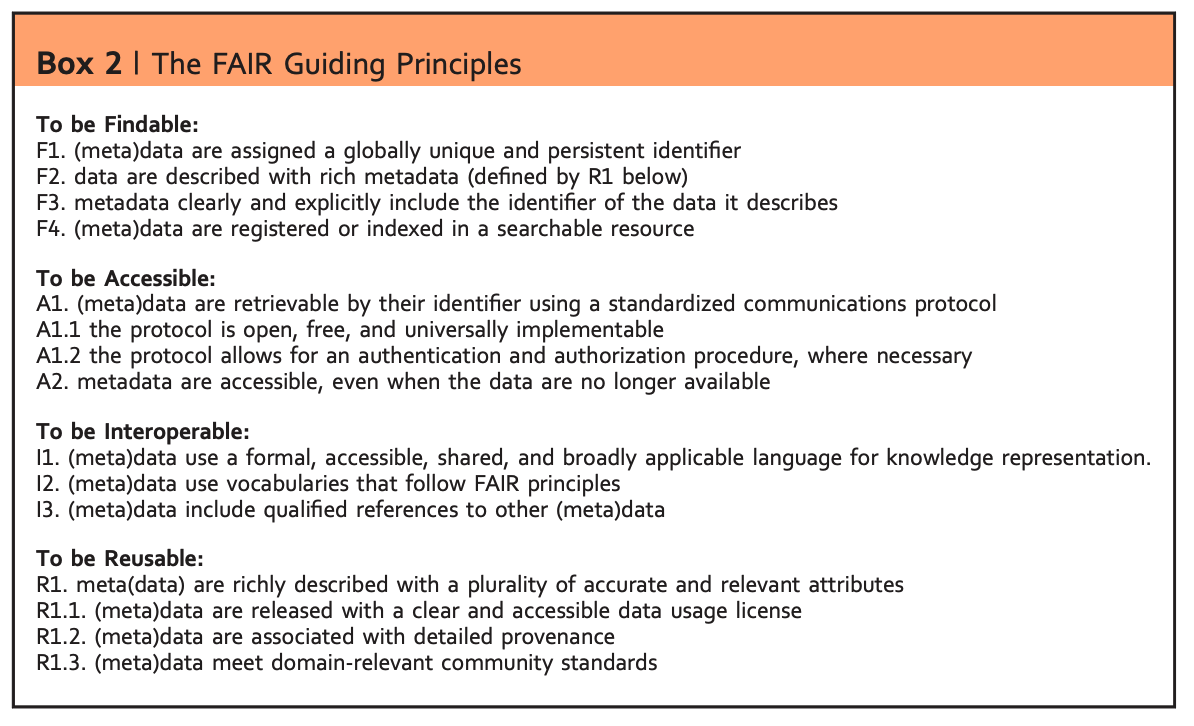 Box 2 | The FAIR Guiding Principles
To be Findable:
F1. (meta)data are assigned a globally unique and persistent identifier
F2. data are described with rich metadata (defined by R1 below)
F3. metadata clearly and explicitly include the identifier of the data it describes
F4. (meta)data are registered or indexed in a searchable resource
To be Accessible:
A1. (meta)data are retrievable by their identifier using a standardized communications protocol
A1.1 the protocol is open, free, and universally implementable
A1.2 the protocol allows for an authentication and authorization procedure, where necessary
A2. metadata are accessible, even when the data are no longer available
To be Interoperable:
I1. (meta)data use a formal, accessible, shared, and broadly applicable language for knowledge representation.
I2. (meta)data use vocabularies that follow FAIR principles
I3. (meta)data include qualified references to other (meta)data
To be Reusable:
R1. meta(data) are richly described with a plurality of accurate and relevant attributes
R1.1. (meta)data are released with a clear and accessible data usage license
R1.2. (meta)data are associated with detailed provenance
R1.3. (meta)data meet domain-relevant community standards